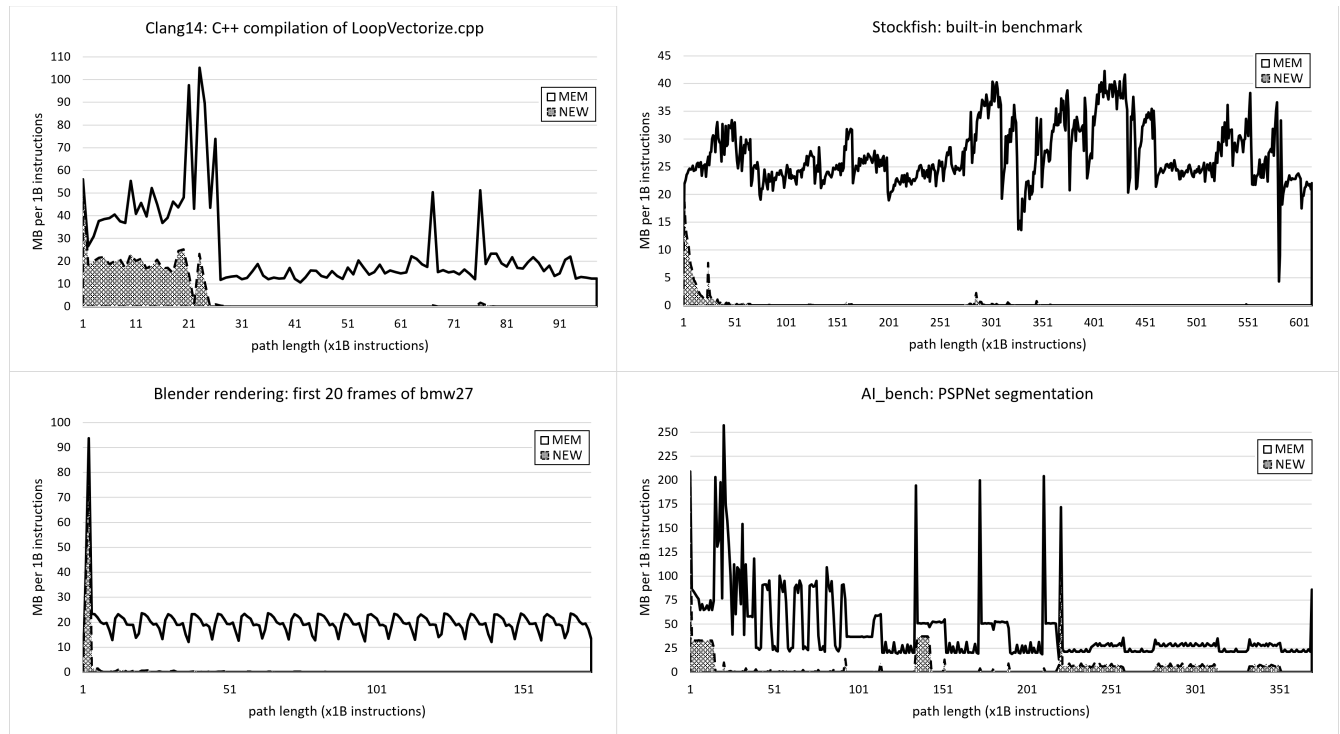 Clang14: C++ compilation of LoopVectorize.cpp
MB per 1B instructions
110
100
90
80
70
60
50
40
30
20
10
0
MEM
NEW
1 11 21 31 41 51 61 71 81 91
path length (x1B instructions)
Stockfish: built-in benchmark
MB per 1B instructions
45
40
35
30
25
20
15
10
5
0
MEM
NEW
1 51 101 151 201 251 301 351 401 451 501 551 601
path length (x1B instructions)
Blender rendering: first 20 frames of bmw27
MB per 1B instructions
100
90
80
70
60
50
40
30
20
10
0
MEM
NEW
1 51 101 151
path length (x1B instructions)
AI_bench: PSPNet segmentation
MB per 1B instructions
250
225
200
175
150
125
100
75
50
25
0
MEM
NEW
1 51 101 151 201 251 301 351
path length (x1B instructions)